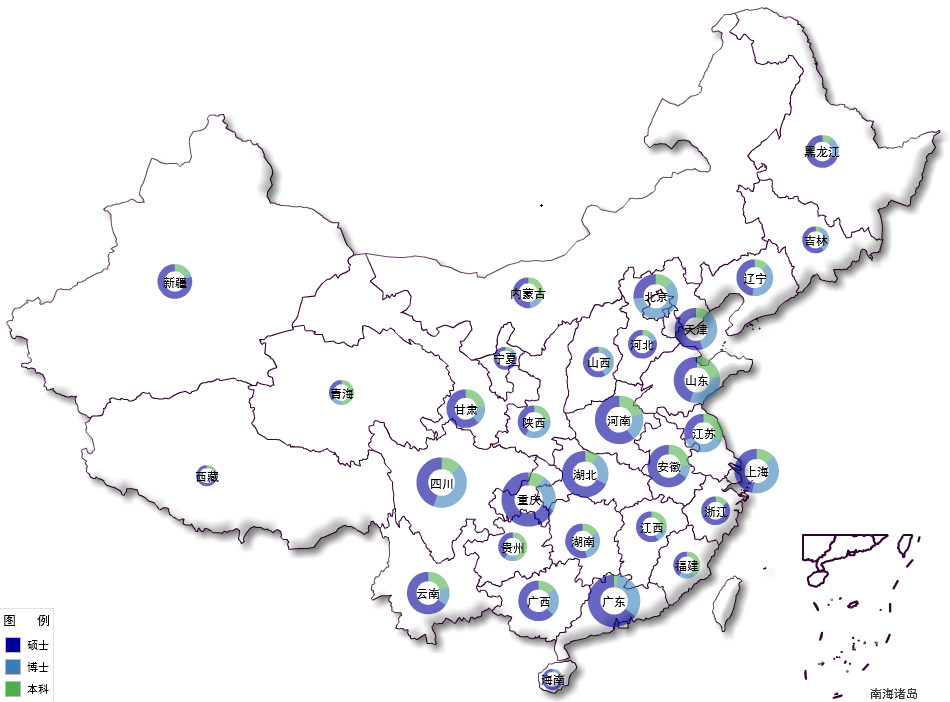 黑龙江
吉林
新疆
辽宁
内蒙古
北京
天津
河北
宁夏
山西
山东
青海
甘肃
河南
陕西
江苏
安徽
上海
湖北
西藏
四川
重庆
浙江
江西
湖南
贵州
福建
云南
广西
广东
海南
图 例
硕士
博士
本科
南海诸岛